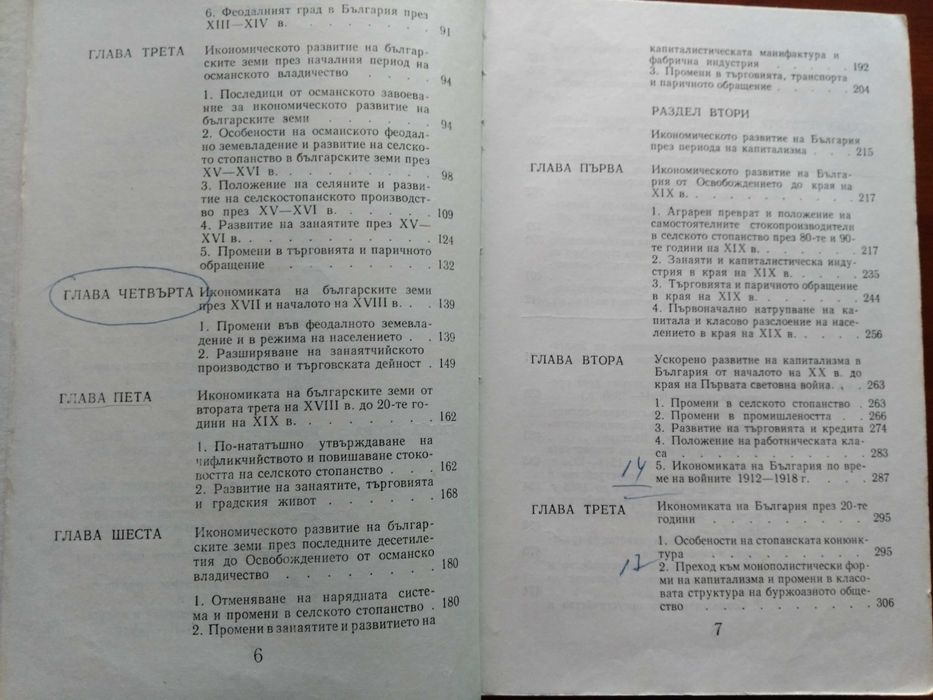 6. Феодалният град в България през
XIII—XIV в. . . . . . . . . 91
ГЛАВА ТРЕТА Икономическото развитие на българ-
ските земи през началния период на
османското владичество . . . . 94
1. Последици от османското завоева-
ние за икономическото развитие на
българските земи . . . . . . 94
2. Особености на османското феодал-
но земевладение и развитие на селско-
то стопанство в българските земи през
XV—XVI в. . . . . . . . . 98
3. Положение на селяните и разви-
тие на селскостопанското производст-
во през XV—XVI в. . . . . . . 109
4. Развитие на занаятите през XV—
XVI в. . . . . . . . . . . 124
5. Промени в търговията и паричното
обращение . . . . . . . . . 132
ГЛАВА ЧЕТВЪРТА Икономиката на българските земи
през XVII и началото на XVIII в. . . 139
1. Промени във феодалното земевла-
дение и в режима на населението . . 139
2. Разширяване на занаятчийското
производство и търговската дейност . 149
ГЛАВА ПЕТА Икономиката на българските земи от
втората трета на XVIII в. до 20-те го-
дини на XIX в. . . . . . . . 162
1. По-нататъшно утвърждаване на
чифликчийството и повишаване стоко-
востта на селското стопанство . . . 162
2. Развитие на занаятите, търговията
и градския живот . . . . . . 168
ГЛАВА ШЕСТА Икономическото развитие на българ-
ските земи през последните десетиле-
тия до Освобождението от османско
владичество . . . . . . . . 180
1. Отменяване на нарядната систе-
ма и промени в селското стопанство . 180
2. Промени в занаятите и развитието на
6
капиталистическата манифактура и
фабрична индустрия . . . . . . 192
3. Промени в търговията, транспорта
и паричното обращение . . . . . 204
РАЗДЕЛ ВТОРИ
Икономическото развитие на България
през периода на капитализма . . . 215
ГЛАВА ПЪРВА Икономическото развитие на Бълга-
рия от Освобождението до края на
XIX в. . . . . . . . . . . 217
1. Аграрен преврат и положение на
самостоятелните стокопроизводители
в селското стопанство през 80-те и 90-
те години на XIX в. . . . . . . 217
2. Занаяти и капиталистическа инду-
стрия в края на XIX в. . . . . . 235
3. Търговията и паричното обращение
в края на XIX в. . . . . . . . 244
4. Първоначално натрупване на ка-
питала и класово разслоение на насе-
лението в края на XIX в. . . . . 256
ГЛАВА ВТОРА Ускорено развитие на капитализма в
България от началото на XX в. до
края на Първата световна война. . . 263
1. Промени в селското стопанство . 263
2. Промени в промишлеността . . 266
3. Развитие на търговията и кредита 274
4. Положение на работническата кла-
са . . . . . . . . . . . 283
14 5. Икономиката на България по вре-
ме на войните 1912—1918 г. . . . 287
ГЛАВА ТРЕТА Икономиката на България през 20-те
години . . . . . . . . . . 295
1. Особености на стопанската конюнк-
тура . . . . . . . . . . . 295
2. Преход към монополистически фор-
ми на капитализма и промени в класо-
вата структура на буржоазното обще-
ство . . . . . . . . . . . 306
7